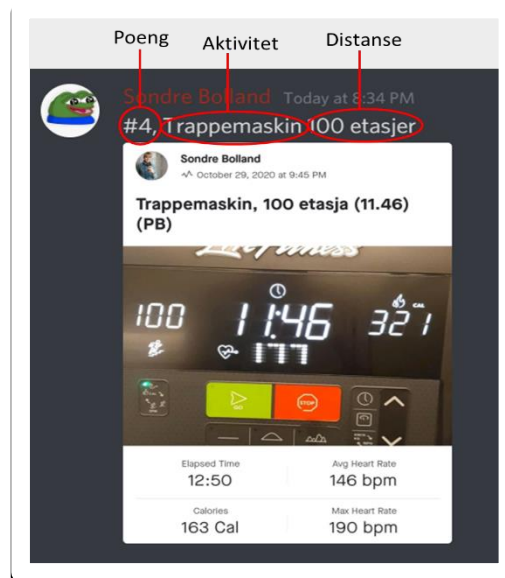 Poeng Aktivitet Distanse
Sondre Bolland Today at 8:34 PM
#4, Trappemaskin 100 etasjer
Sondre Bolland
October 29, 2020 at 9:45 PM
Trappemaskin, 100 etasja (11.46)
(PB)
CAL
100 11:46 321
177
GO STOP
Elapsed Time Avg Heart Rate
12:50 146 bpm
Calories Max Heart Rate
163 Cal 190 bpm